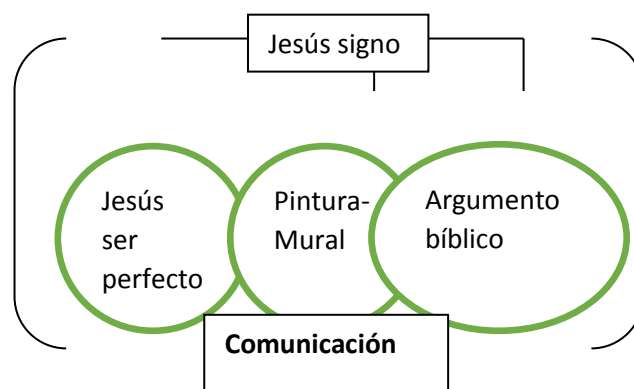 Jesús signo
Jesús
ser
perfecto
Pintura-
Mural
Argumento
bíblico
Comunicación